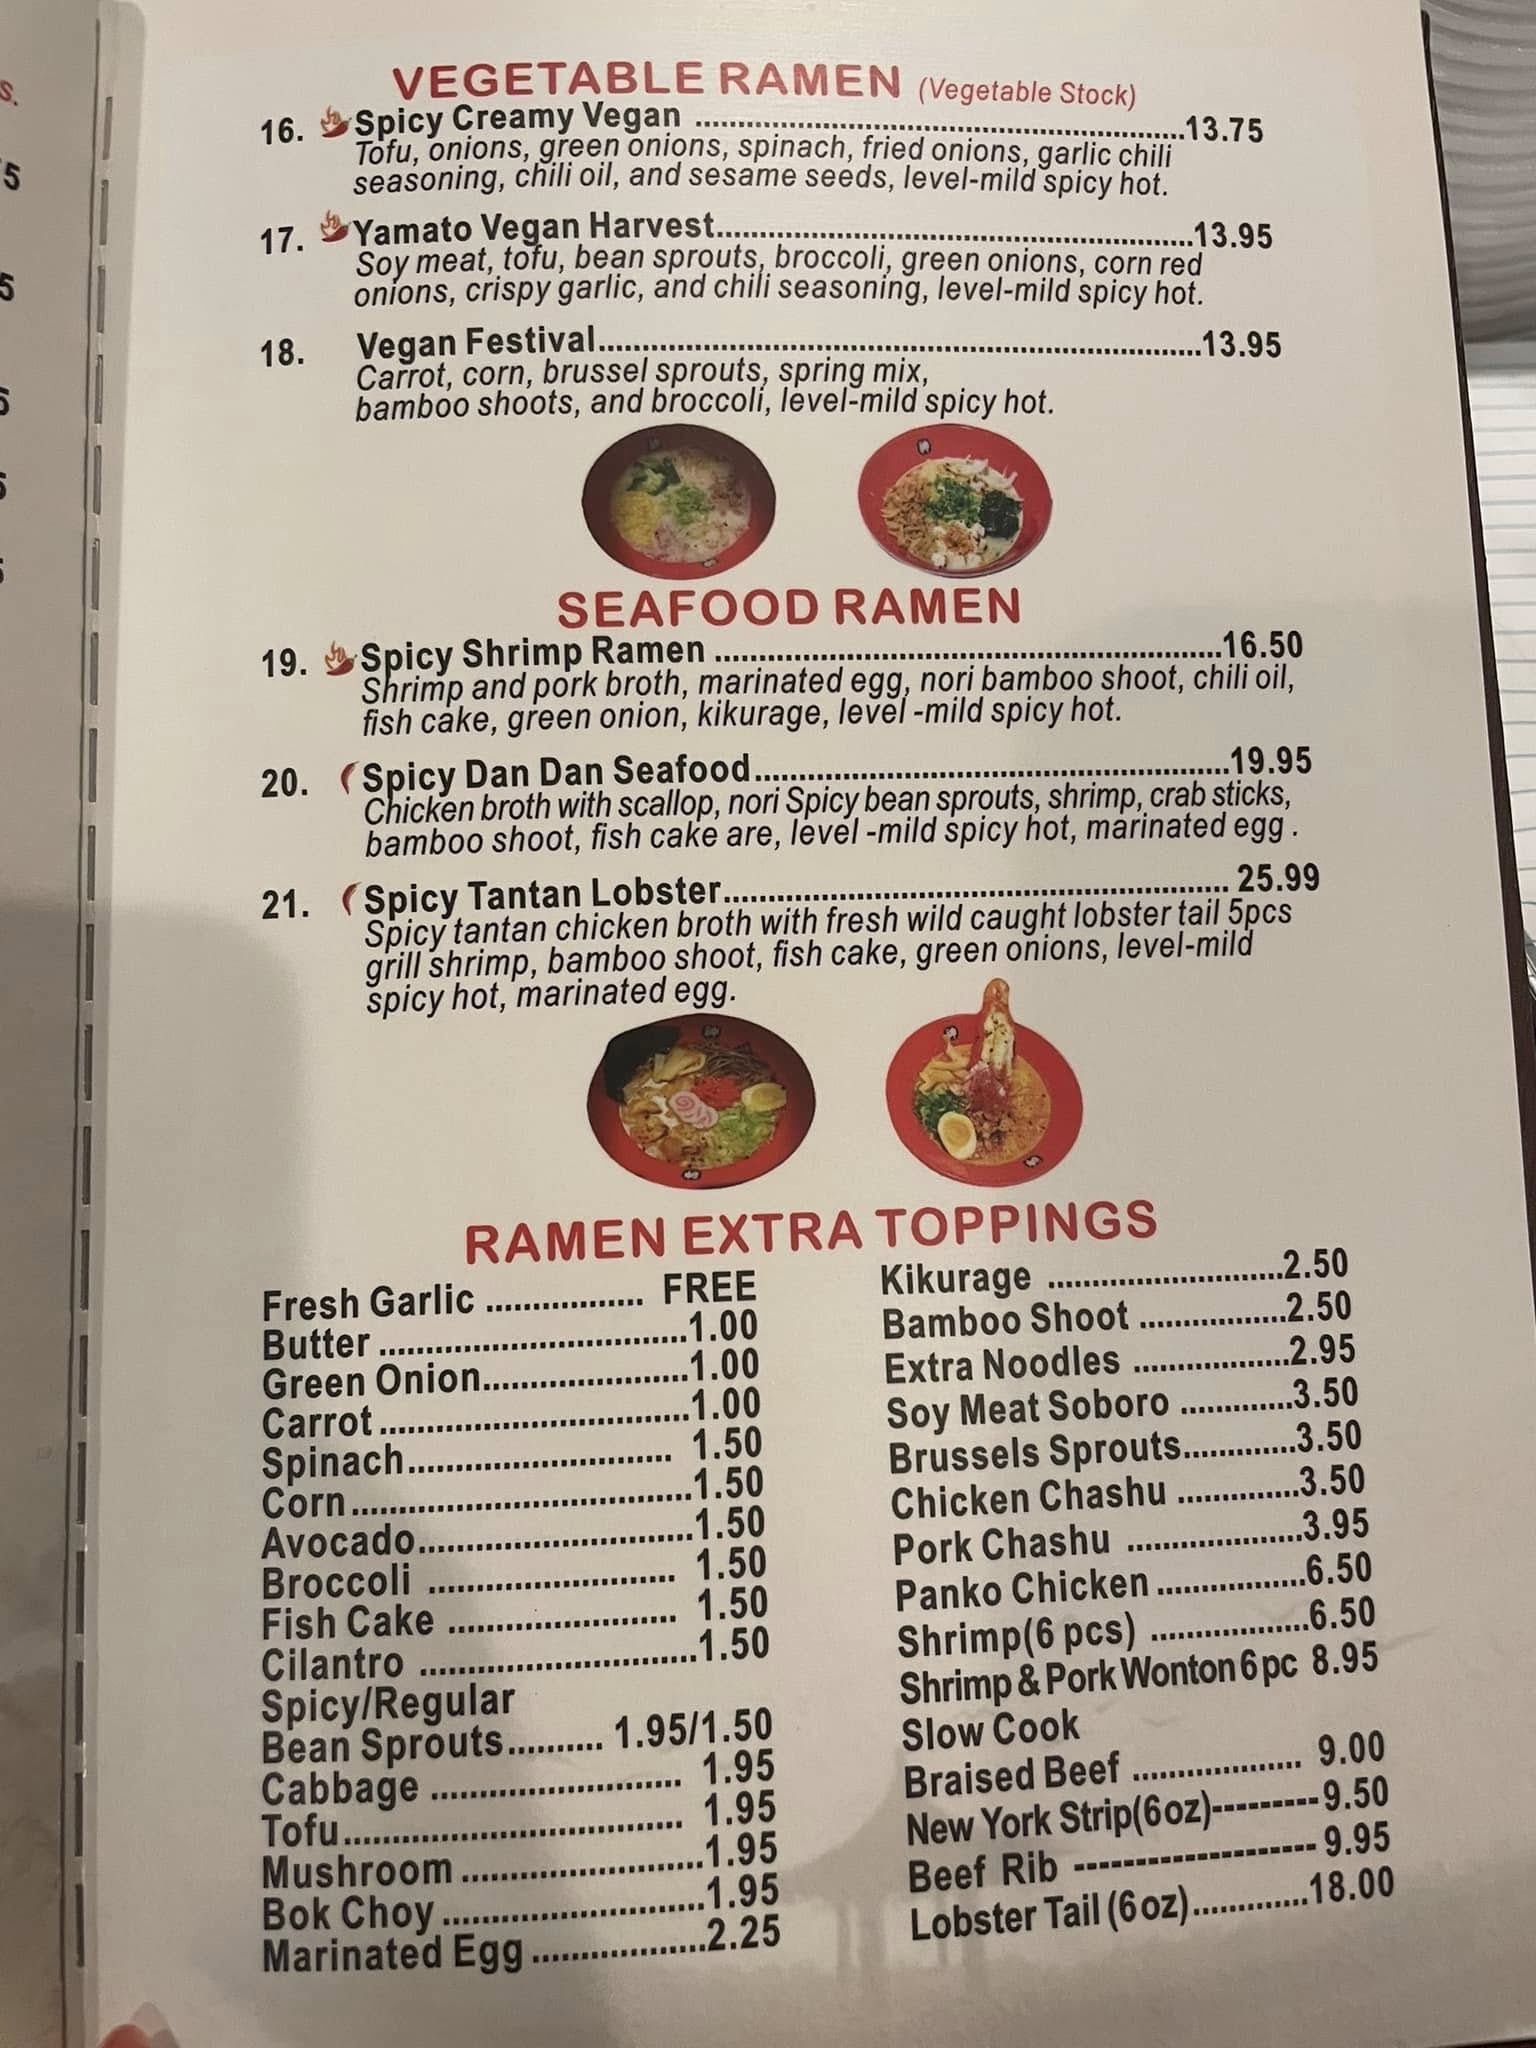 VEGETABLE RAMEN (Vegetable Stock)
16. Spicy Creamy Vegan ........................................................13.75
Tofu, onions, green onions, spinach, fried onions, garlic chili
seasoning, chili oil, and sesame seeds, level-mild spicy hot.
17. Yamato Vegan Harvest......................................................13.95
Soy meat, tofu, bean sprouts, broccoli, green onions, corn red
onions, crispy garlic, and chili seasoning, level-mild spicy hot.
18. Vegan Festival.....................................................................13.95
Carrot, corn, brussel sprouts, spring mix,
bamboo shoots, and broccoli, level-mild spicy hot.
SEAFOOD RAMEN
19. Spicy Shrimp Ramen .........................................................16.50
Shrimp and pork broth, marinated egg, nori bamboo shoot, chili oil,
fish cake, green onion, kikurage, level -mild spicy hot.
20. Spicy Dan Dan Seafood.....................................................19.95
Chicken broth with scallop, nori Spicy bean sprouts, shrimp, crab sticks,
bamboo shoot, fish cake are, level -mild spicy hot, marinated egg .
21. Spicy Tantan Lobster........................................................ 25.99
Spicy tantan chicken broth with fresh wild caught lobster tail 5pcs
grill shrimp, bamboo shoot, fish cake, green onions, level-mild
spicy hot, marinated egg.
RAMEN EXTRA TOPPINGS
Fresh Garlic ................. FREE
Butter .................................1.00
Green Onion......................1.00
Carrot .................................1.00
Spinach............................ 1.50
Corn ....................................1.50
Avocado.............................1.50
Broccoli .......................... 1.50
Fish Cake ........................ 1.50
Cilantro .............................1.50
Spicy/Regular
Bean Sprouts.......... 1.95/1.50
Cabbage .......................... 1.95
Tofu.................................... 1.95
Mushroom .........................1.95
Bok Choy ...........................1.95
Marinated Egg ..................2.25
Kikurage ...........................2.50
Bamboo Shoot .................2.50
Extra Noodles ..................2.95
Soy Meat Soboro .............3.50
Brussels Sprouts.............3.50
Chicken Chashu ..............3.50
Pork Chashu ....................3.95
Panko Chicken .................6.50
Shrimp(6 pcs) ..................6.50
Shrimp & Pork Wonton 6 pc 8.95
Slow Cook
Braised Beef ................... 9.00
New York Strip(6 oz)---------9.50
Beef Rib -------------------- 9.95
Lobster Tail (6 oz).............18.00